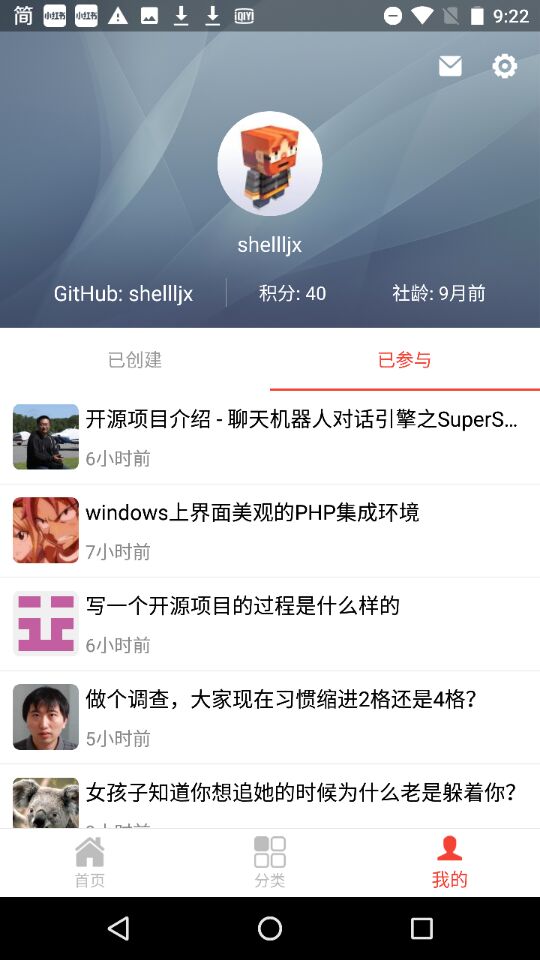 简 小红书 小红书 iQIYI 9:22
shellljx
GitHub: shellljx 积分: 40 社龄: 9月前
已创建 已参与
开源项目介绍 - 聊天机器人对话引擎之SuperS...
6小时前
windows上界面美观的PHP集成环境
7小时前
写一个开源项目的过程是什么样的
6小时前
做个调查，大家现在习惯缩进2格还是4格？
5小时前
女孩子知道你想追她的时候为什么老是躲着你？
首页 分类 我的